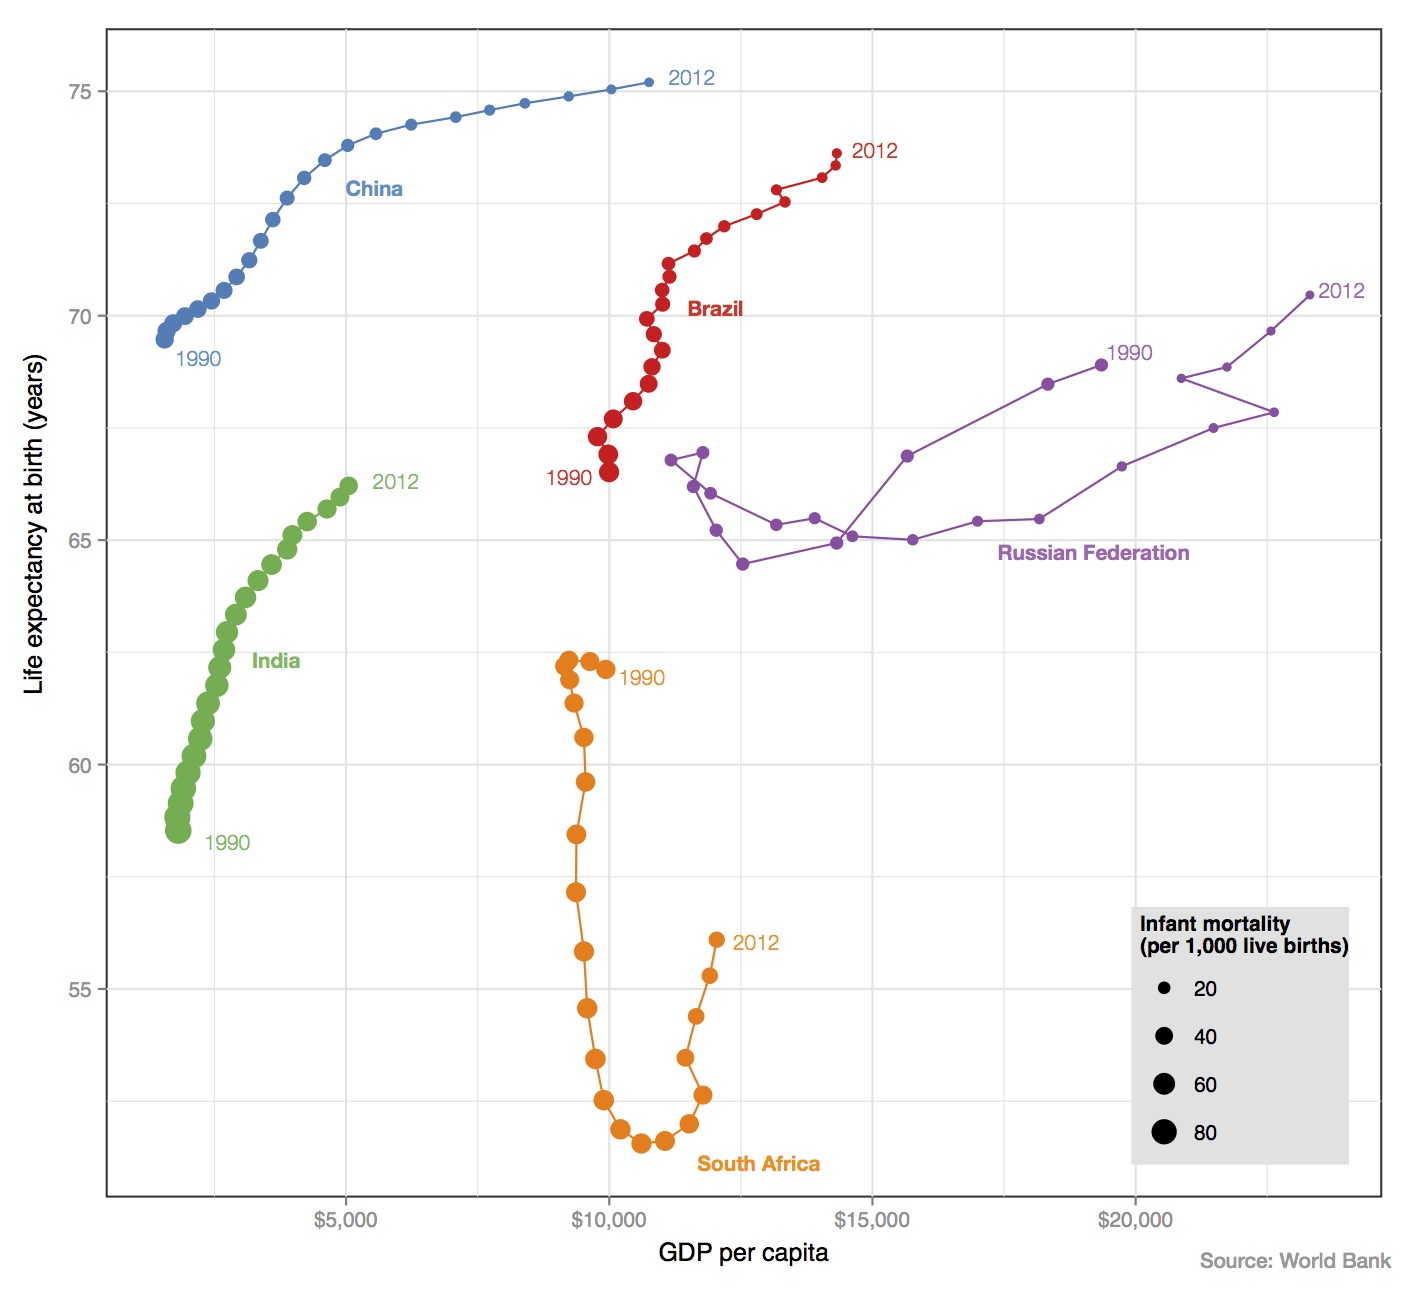 75
70
65
60
55
Life expectancy at birth (years)
2012
China
1990
2012
Brazil
1990
2012
1990
Russian Federation
2012
India
1990
1990
2012
South Africa
Infant mortality
(per 1,000 live births)
20
40
60
80
$5,000
$10,000
$15,000
$20,000
GDP per capita
Source: World Bank